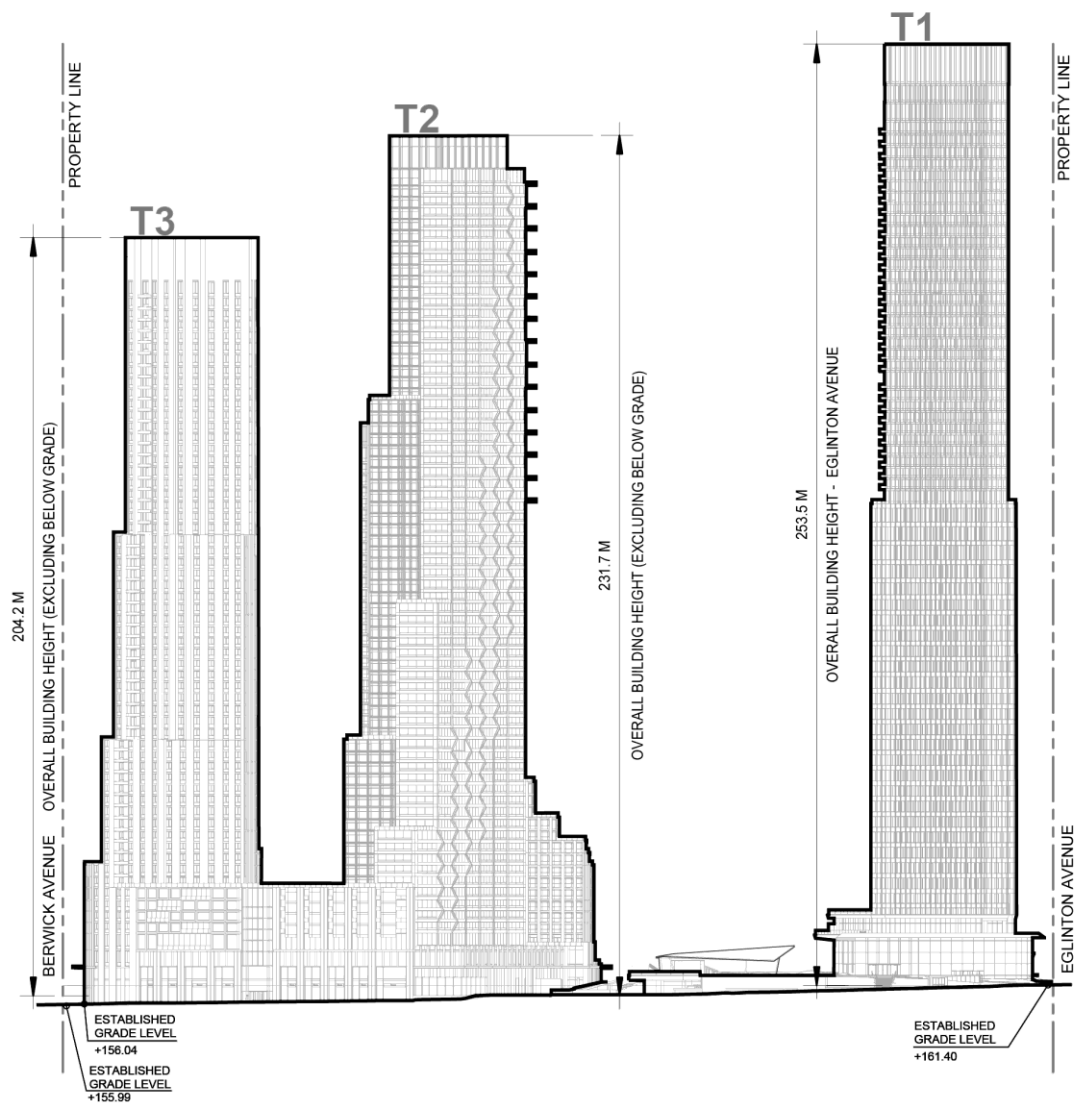 T1
T2
T3
PROPERTY LINE
PROPERTY LINE
204.2 M
OVERALL BUILDING HEIGHT (EXCLUDING BELOW GRADE)
BERWICK AVENUE
231.7 M
OVERALL BUILDING HEIGHT (EXCLUDING BELOW GRADE)
253.5 M
OVERALL BUILDING HEIGHT - EGLINTON AVENUE
EGLINTON AVENUE
ESTABLISHED
GRADE LEVEL
+156.04
ESTABLISHED
GRADE LEVEL
+155.99
ESTABLISHED
GRADE LEVEL
+161.40